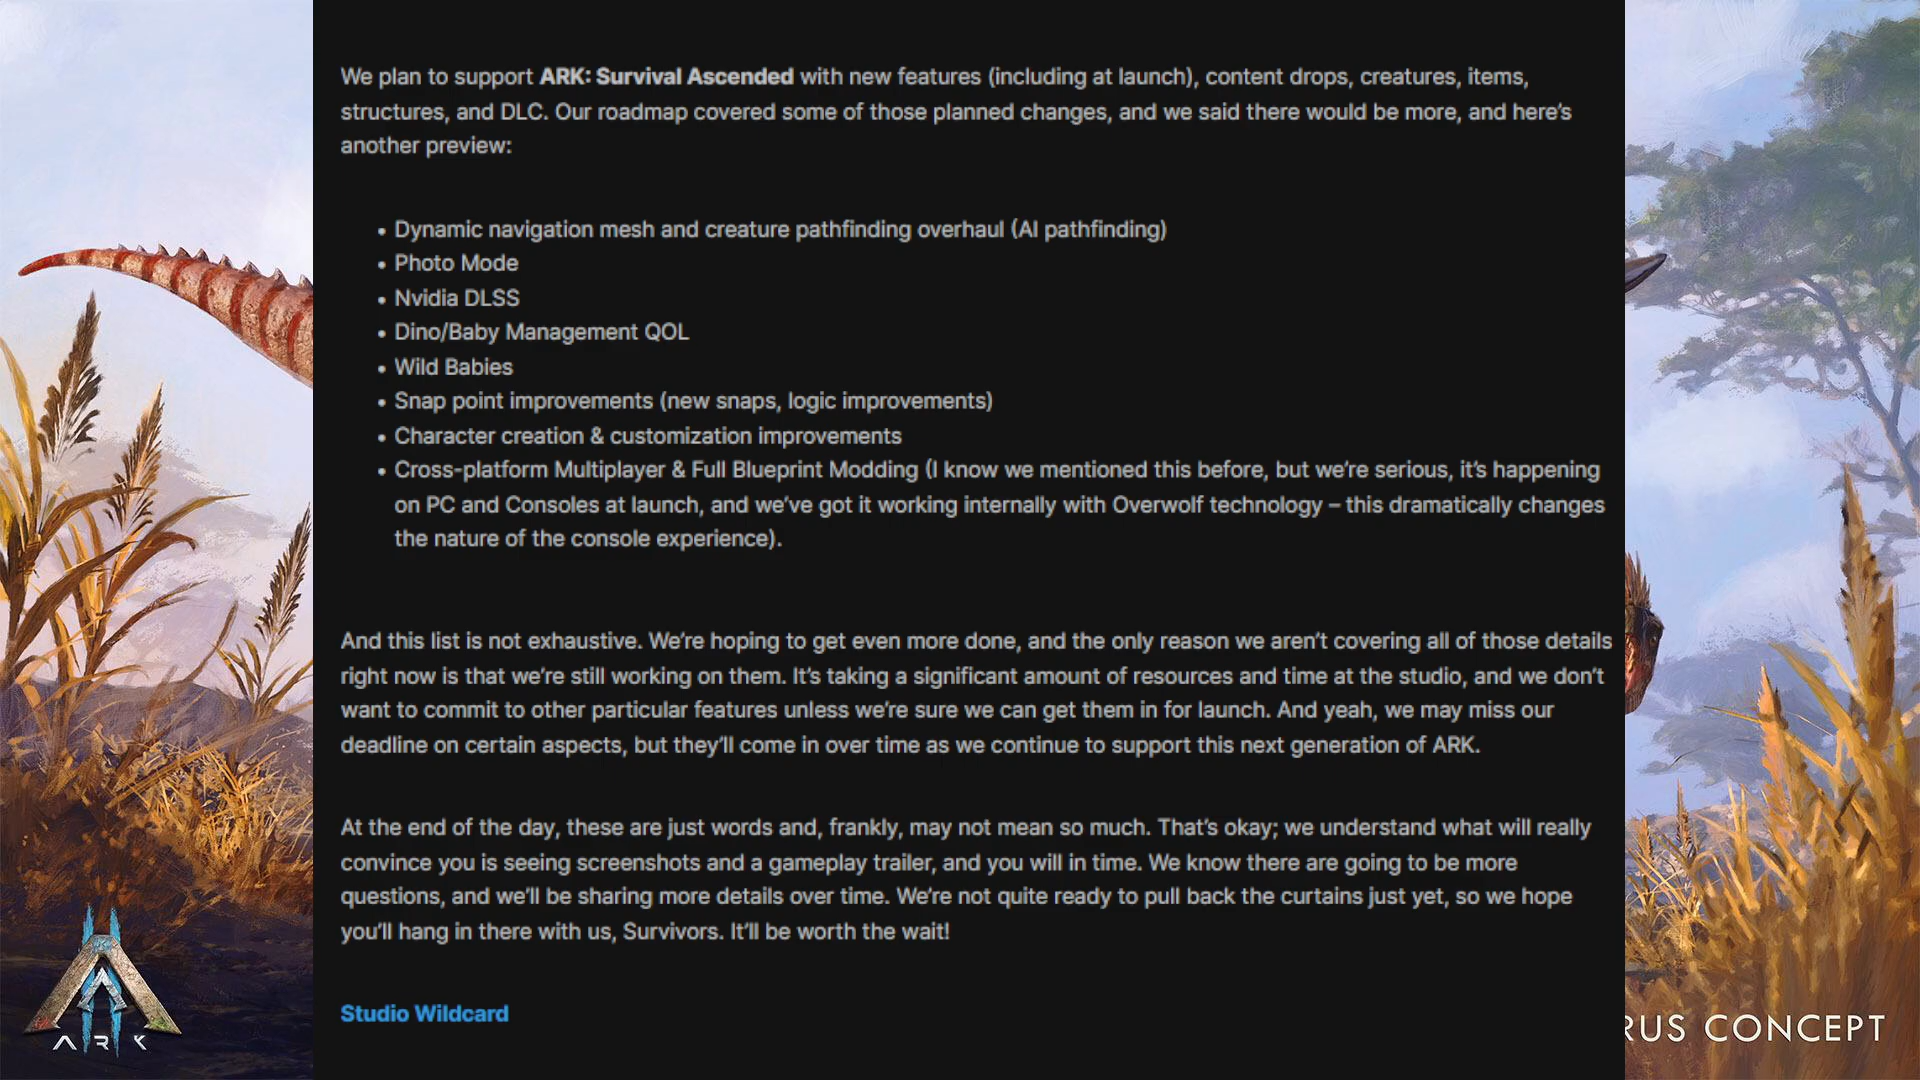 We plan to support ARK: Survival Ascended with new features (including at launch), content drops, creatures, items,
structures, and DLC. Our roadmap covered some of those planned changes, and we said there would be more, and here's
another preview:
• Dynamic navigation mesh and creature pathfinding overhaul (AI pathfinding)
• Photo Mode
• Nvidia DLSS
• Dino/Baby Management QOL
• Wild Babies
• Snap point improvements (new snaps, logic improvements)
• Character creation & customization improvements
• Cross-platform Multiplayer & Full Blueprint Modding (I know we mentioned this before, but we're serious, it's happening
on PC and Consoles at launch, and we've got it working internally with Overwolf technology – this dramatically changes
the nature of the console experience).
And this list is not exhaustive. We're hoping to get even more done, and the only reason we aren't covering all of those details
right now is that we're still working on them. It's taking a significant amount of resources and time at the studio, and we don't
want to commit to other particular features unless we're sure we can get them in for launch. And yeah, we may miss our
deadline on certain aspects, but they'll come in over time as we continue to support this next generation of ARK.
At the end of the day, these are just words and, frankly, may not mean so much. That's okay; we understand what will really
convince you is seeing screenshots and a gameplay trailer, and you will in time. We know there are going to be more
questions, and we'll be sharing more details over time. We're not quite ready to pull back the curtains just yet, so we hope
you'll hang in there with us, Survivors. It'll be worth the wait!
Studio Wildcard
ARK
RUS CONCEPT